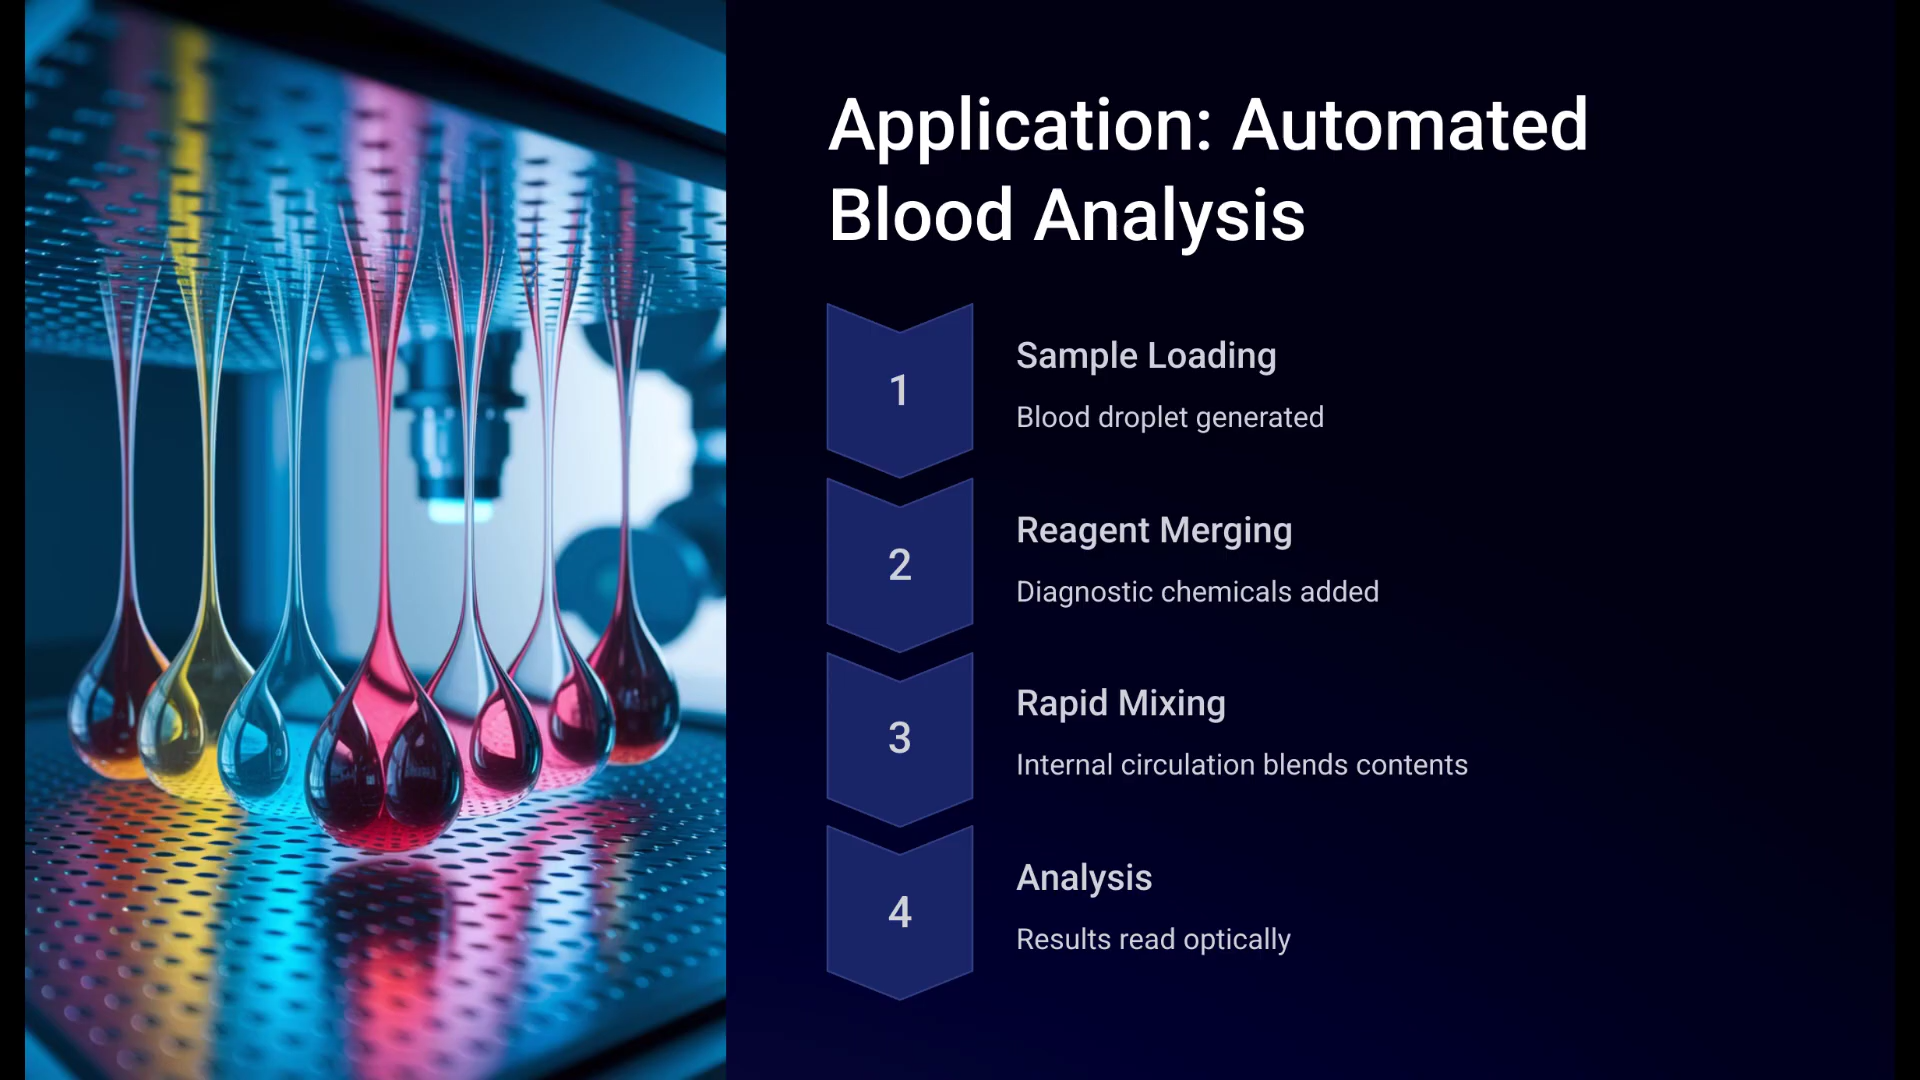 Application: Automated
Blood Analysis
1
Sample Loading
Blood droplet generated
2
Reagent Merging
Diagnostic chemicals added
3
Rapid Mixing
Internal circulation blends contents
4
Analysis
Results read optically